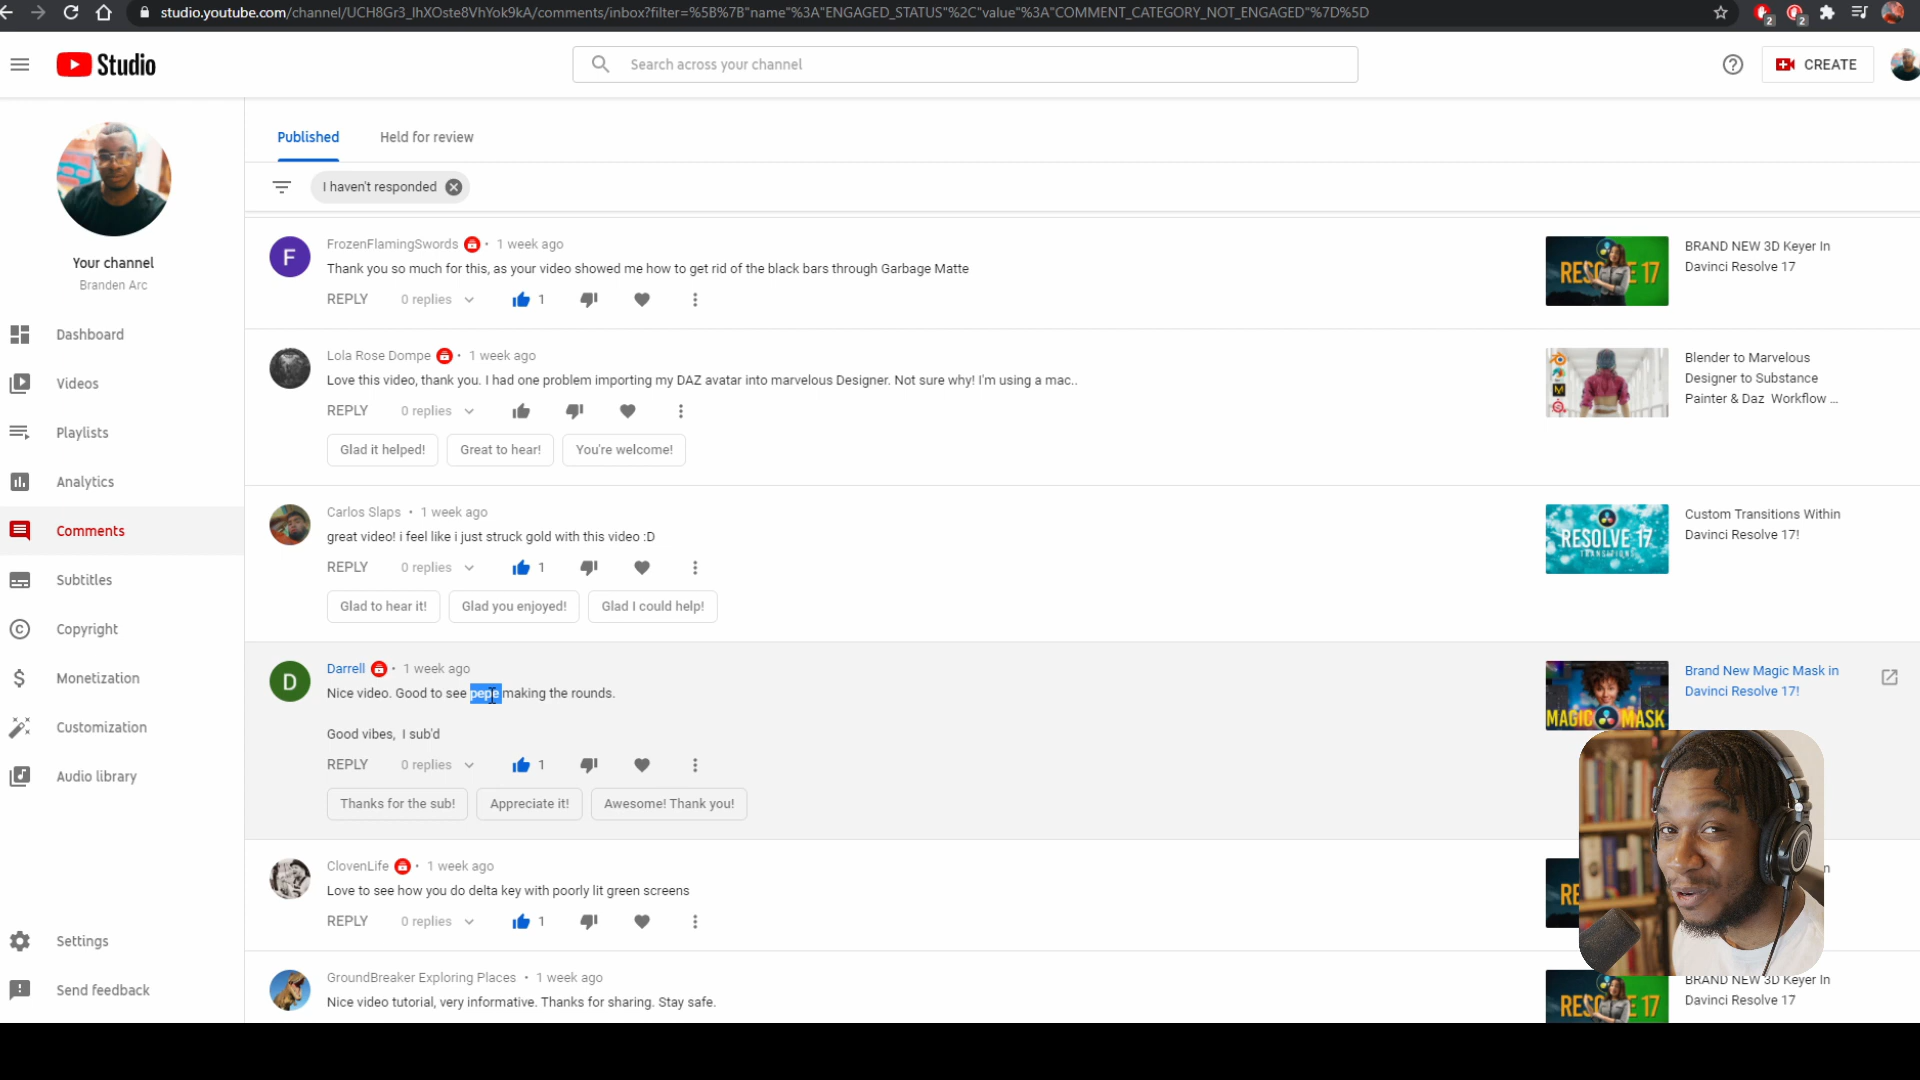 studio.youtube.com/channel/UCH8Gr3_lhXOste8VhYok9kA/comments/inbox?filter=%5B%7B"name"%3A"ENGAGED_STATUS"%2C"value"%3A"COMMENT_CATEGORY_NOT_ENGAGED"%7D%5D
2
2
Studio
Search across your channel
CREATE
Your channel
Branden Arc
Dashboard
Videos
Playlists
Analytics
Comments
Subtitles
Copyright
Monetization
Customization
Audio library
Settings
Send feedback
Published
Held for review
I haven't responded
F
FrozenFlamingSwords • 1 week ago
Thank you so much for this, as your video showed me how to get rid of the black bars through Garbage Matte
REPLY 0 replies 1
RESOLVE 17
BRAND NEW 3D Keyer In
Davinci Resolve 17
Lola Rose Dompe • 1 week ago
Love this video, thank you. I had one problem importing my DAZ avatar into marvelous Designer. Not sure why! I'm using a mac..
REPLY 0 replies
Glad it helped! Great to hear! You're welcome!
Blender to Marvelous
Designer to Substance
Painter & Daz Workflow ...
Carlos Slaps • 1 week ago
great video! i feel like i just struck gold with this video :D
REPLY 0 replies 1
Glad to hear it! Glad you enjoyed! Glad I could help!
RESOLVE 17
TRANSITIONS
Custom Transitions Within
Davinci Resolve 17!
D
Darrell • 1 week ago
Nice video. Good to see pepe making the rounds.
Good vibes, I sub'd
REPLY 0 replies 1
Thanks for the sub! Appreciate it! Awesome! Thank you!
MAGIC MASK
Brand New Magic Mask in
Davinci Resolve 17!
ClovenLife • 1 week ago
Love to see how you do delta key with poorly lit green screens
REPLY 0 replies 1
RE
n
GroundBreaker Exploring Places • 1 week ago
Nice video tutorial, very informative. Thanks for sharing. Stay safe.
RESOLVE 17
BRAND NEW 3D Keyer In
Davinci Resolve 17